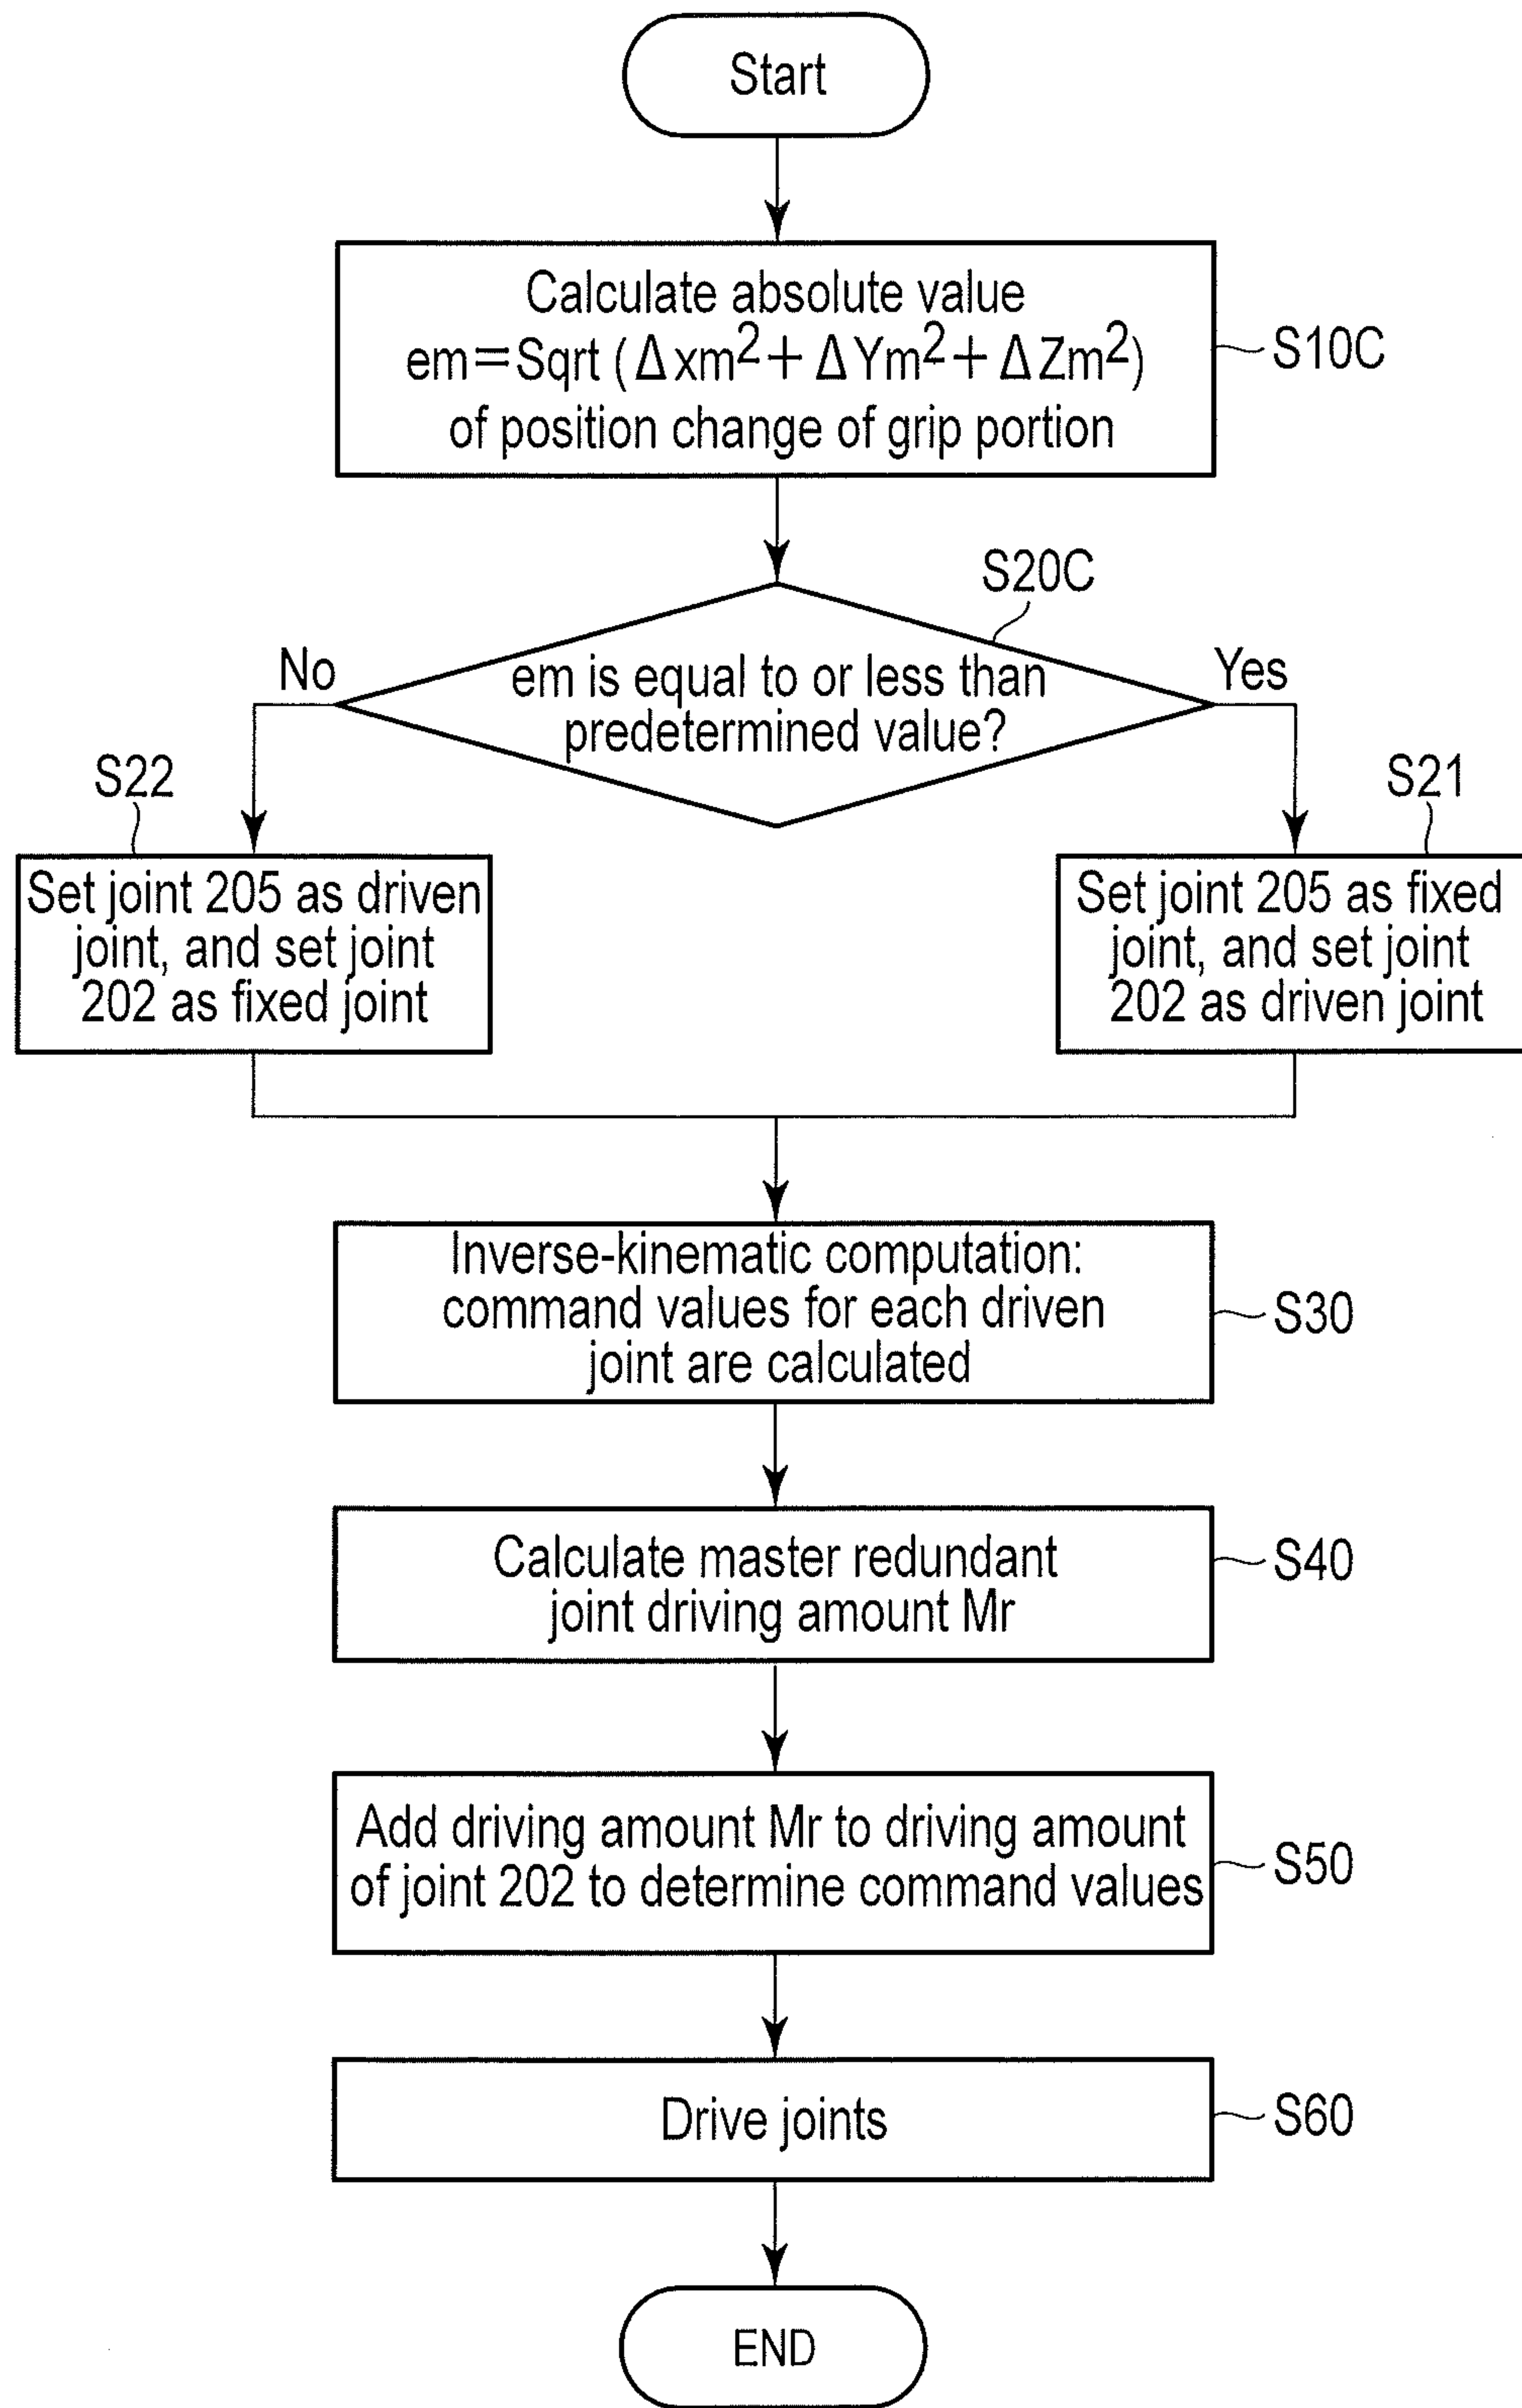 Start
Calculate absolute value
em=Sqrt (Δxm²+ΔYm²+ΔZm²)
of position change of grip portion
S10C
S20C
No
em is equal to or less than
predetermined value?
Yes
S22
S21
Set joint 205 as driven
joint, and set joint
202 as fixed joint
Set joint 205 as fixed
joint, and set joint
202 as driven joint
Inverse-kinematic computation:
command values for each driven
joint are calculated
S30
Calculate master redundant
joint driving amount Mr
S40
Add driving amount Mr to driving amount
of joint 202 to determine command values
S50
Drive joints
S60
END